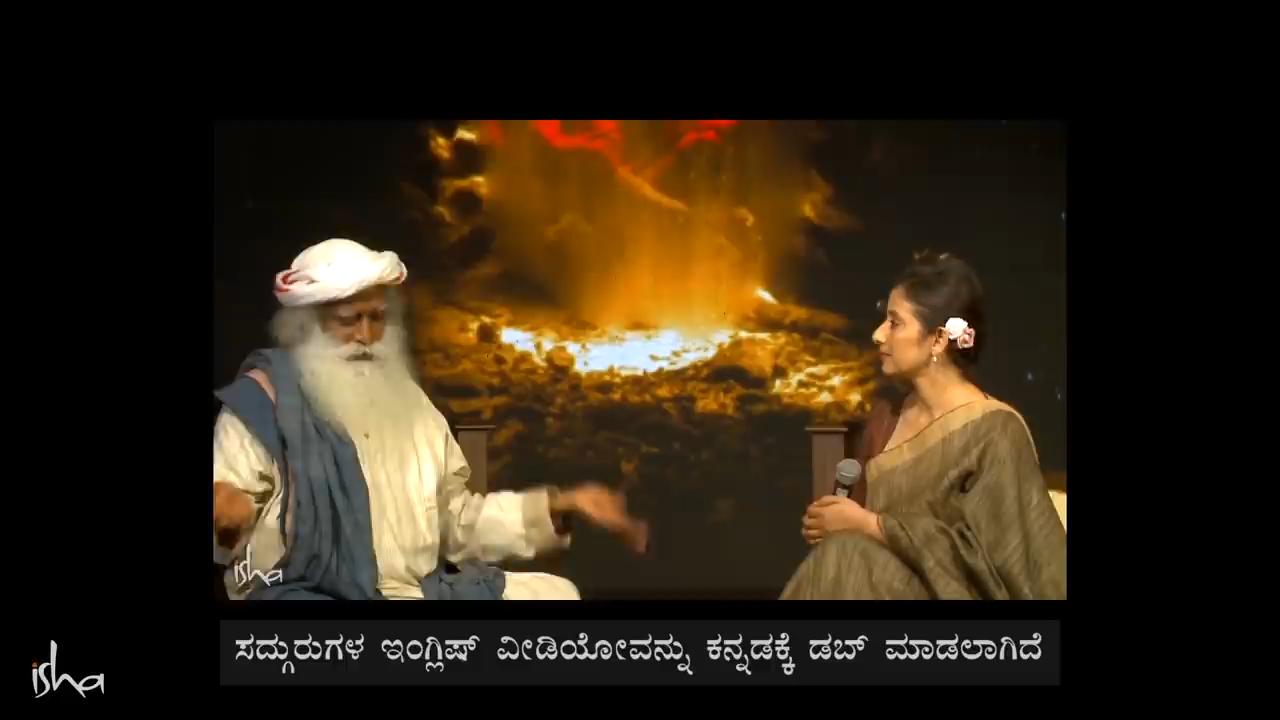 isha
isha
ಸದ್ಗುರುಗಳ ಇಂಗ್ಲಿಷ್ ವೀಡಿಯೋವನ್ನು ಕನ್ನಡಕ್ಕೆ ಡಬ್ ಮಾಡಲಾಗಿದೆ